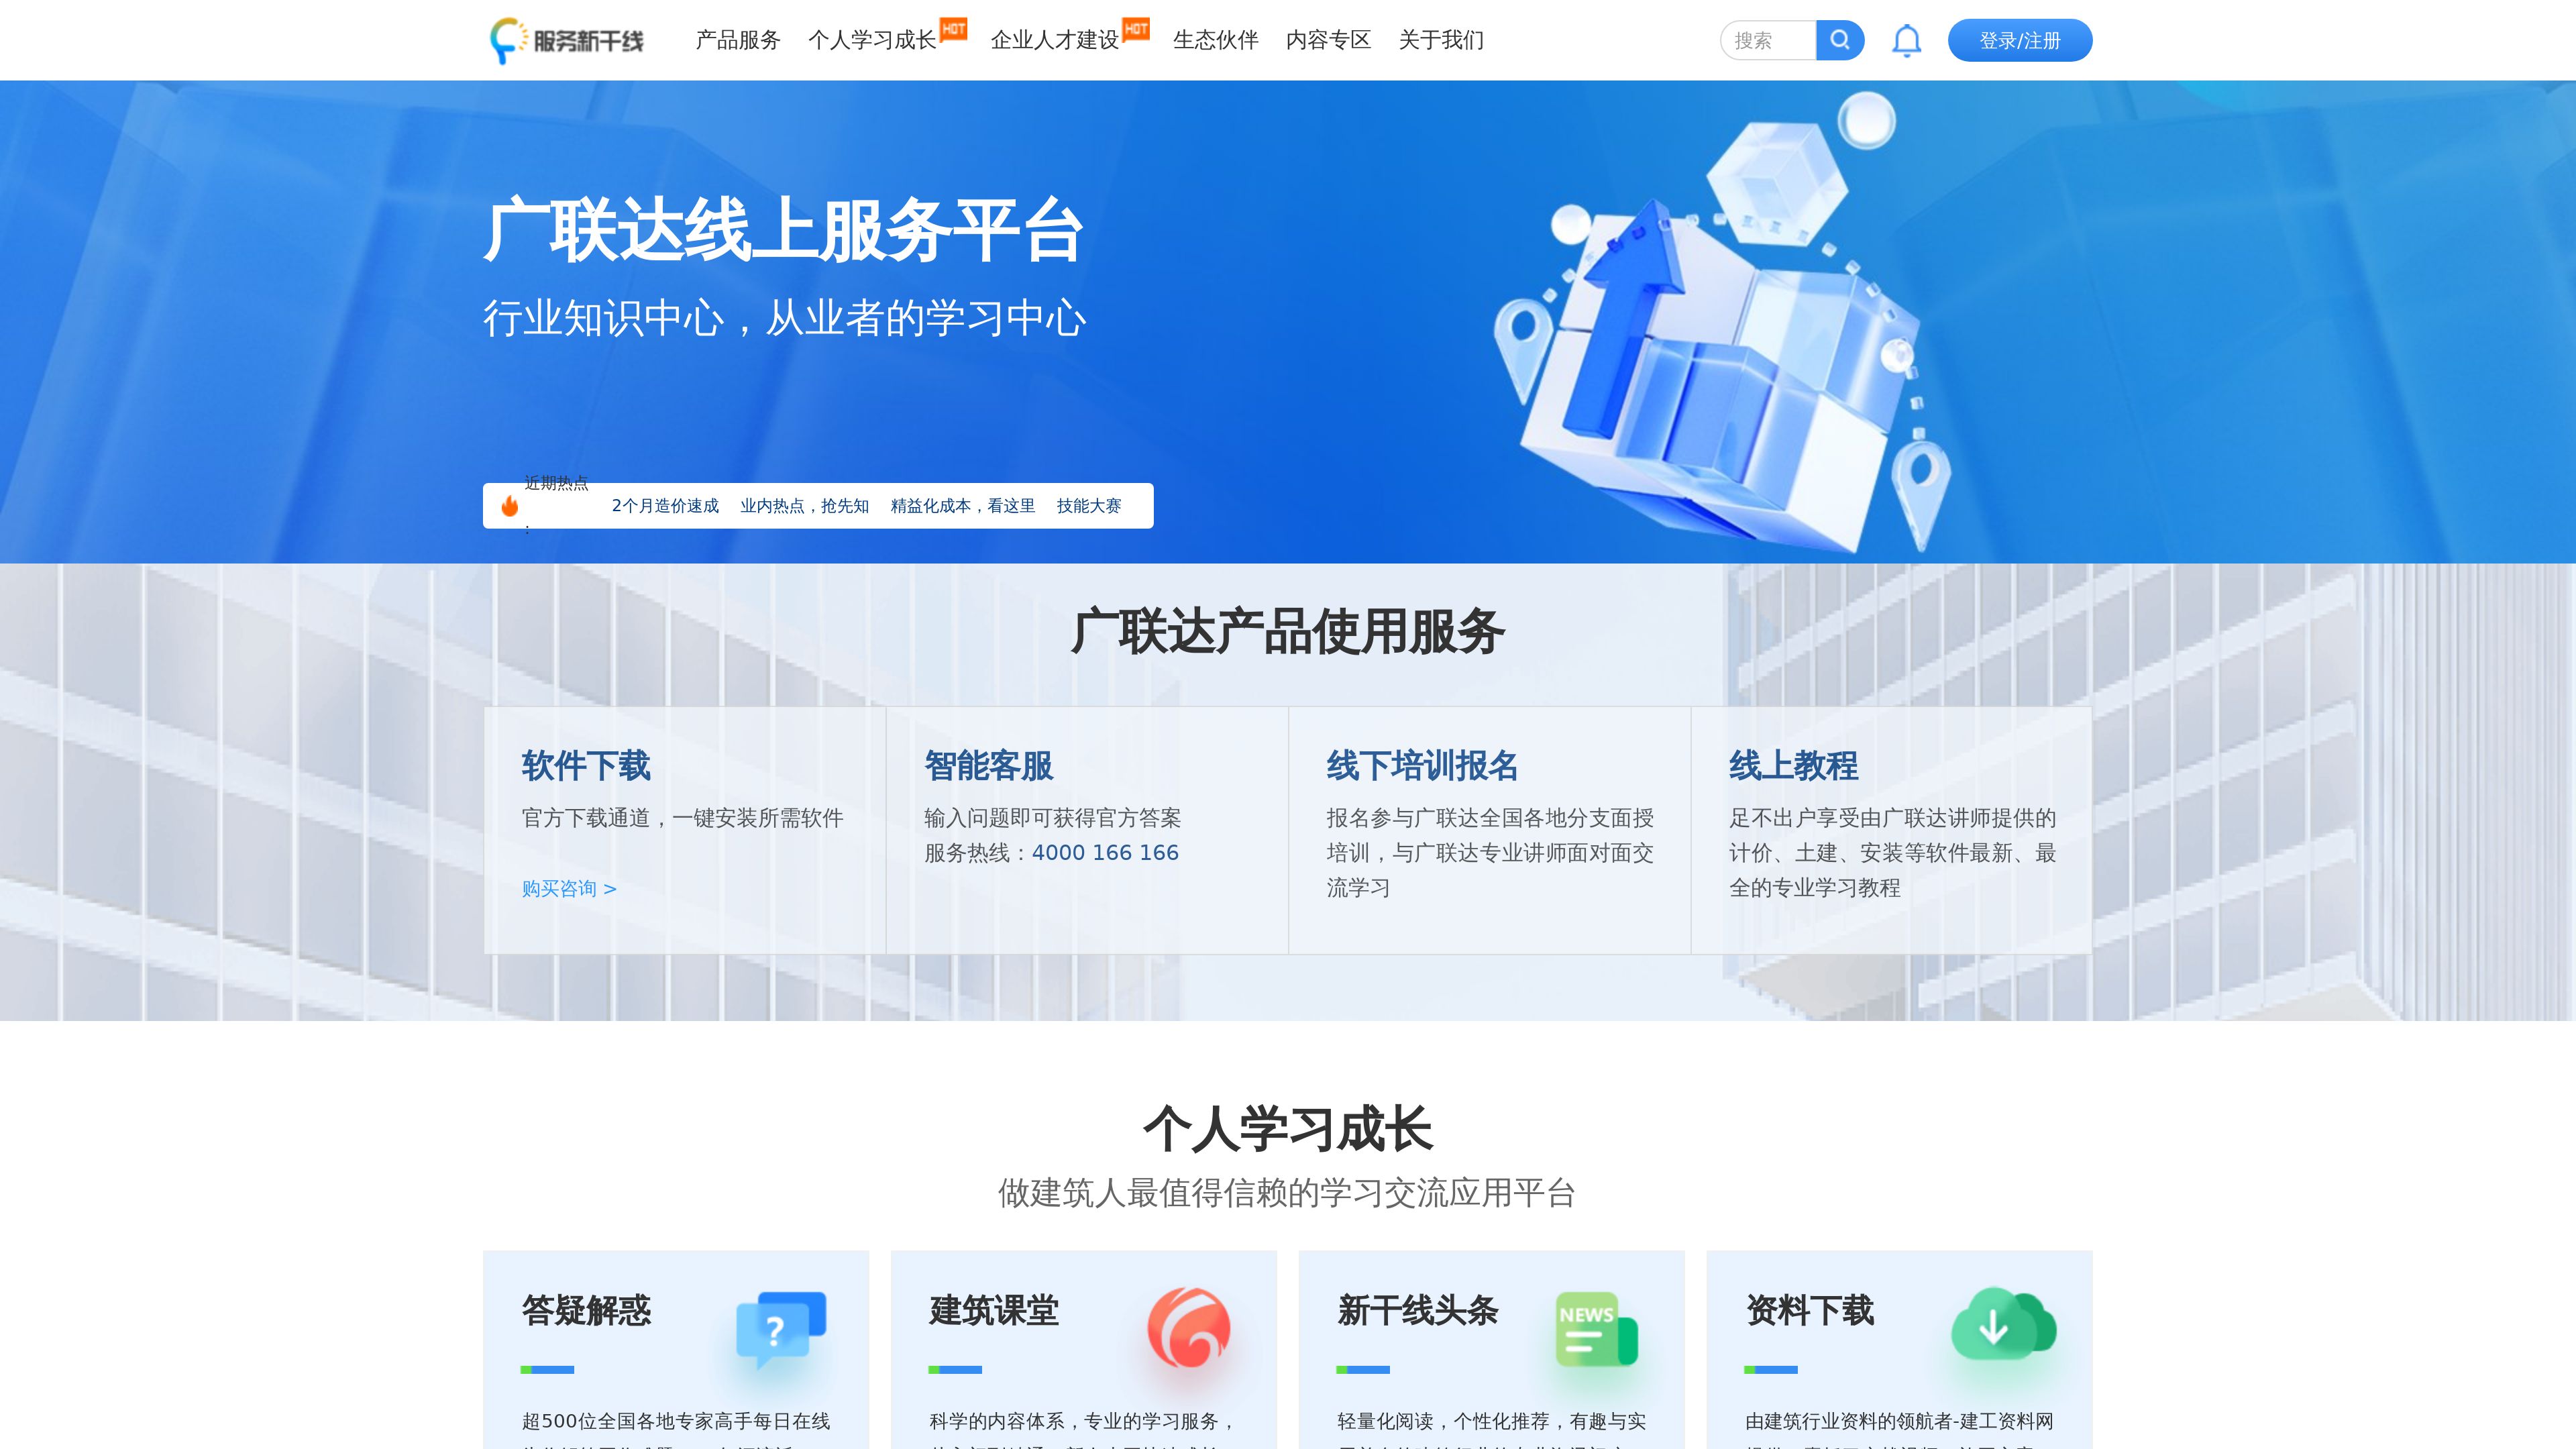 服务新干线
产品服务
个人学习成长
HOT
企业人才建设
HOT
生态伙伴
内容专区
关于我们
搜索
登录/注册
广联达线上服务平台
行业知识中心，从业者的学习中心
近期热点
:
2个月造价速成
业内热点，抢先知
精益化成本，看这里
技能大赛
广联达产品使用服务
软件下载
官方下载通道，一键安装所需软件
购买咨询 >
智能客服
输入问题即可获得官方答案
服务热线：4000 166 166
线下培训报名
报名参与广联达全国各地分支面授
培训，与广联达专业讲师面对面交
流学习
线上教程
足不出户享受由广联达讲师提供的
计价、土建、安装等软件最新、最
全的专业学习教程
个人学习成长
做建筑人最值得信赖的学习交流应用平台
答疑解惑
?
超500位全国各地专家高手每日在线
建筑课堂
科学的内容体系，专业的学习服务，
新干线头条
NEWS
轻量化阅读，个性化推荐，有趣与实
资料下载
由建筑行业资料的领航者-建工资料网